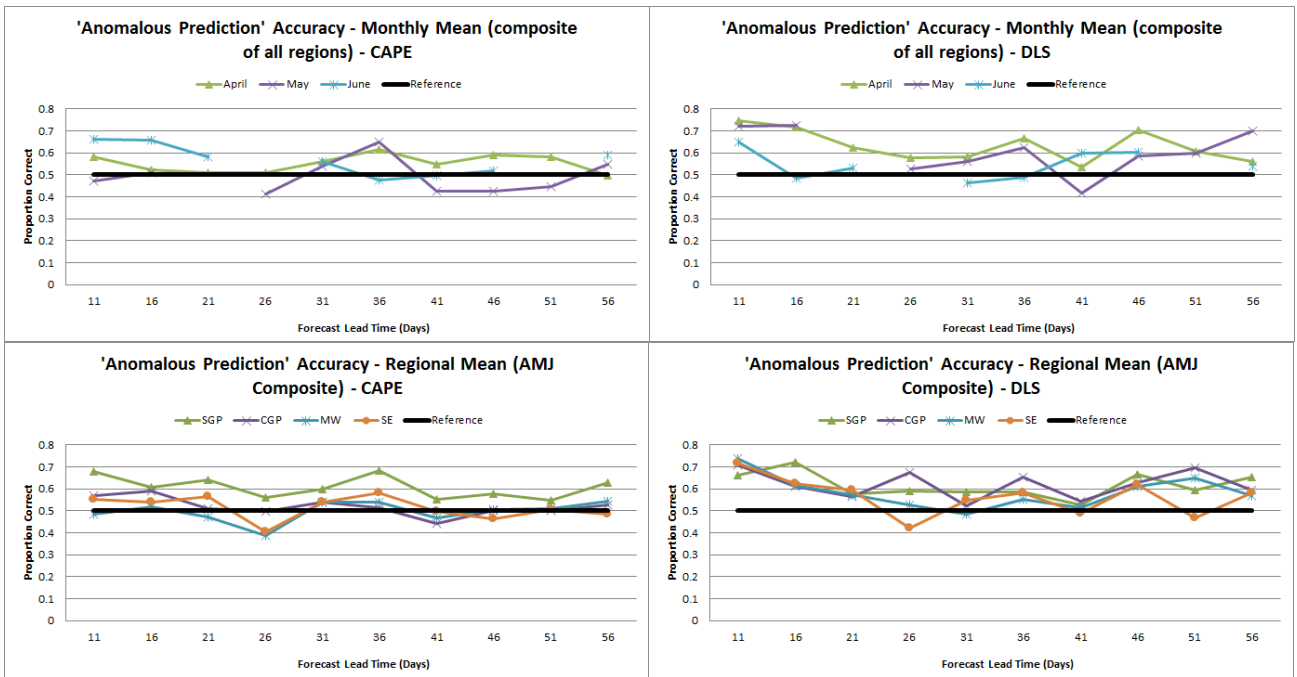 'Anomalous Prediction' Accuracy - Monthly Mean (composite
of all regions) - CAPE
April May June Reference
Proportion Correct
0.8
0.7
0.6
0.5
0.4
0.3
0.2
0.1
0
11 16 21 26 31 36 41 46 51 56
Forecast Lead Time (Days)
'Anomalous Prediction' Accuracy - Monthly Mean (composite
of all regions) - DLS
April May June Reference
Proportion Correct
0.8
0.7
0.6
0.5
0.4
0.3
0.2
0.1
0
11 16 21 26 31 36 41 46 51 56
Forecast Lead Time (Days)
'Anomalous Prediction' Accuracy - Regional Mean (AMJ
Composite) - CAPE
SGP CGP MW SE Reference
Proportion Correct
0.8
0.7
0.6
0.5
0.4
0.3
0.2
0.1
0
11 16 21 26 31 36 41 46 51 56
Forecast Lead Time (Days)
'Anomalous Prediction' Accuracy - Regional Mean (AMJ
Composite) - DLS
SGP CGP MW SE Reference
Proportion Correct
0.8
0.7
0.6
0.5
0.4
0.3
0.2
0.1
0
11 16 21 26 31 36 41 46 51 56
Forecast Lead Time (Days)